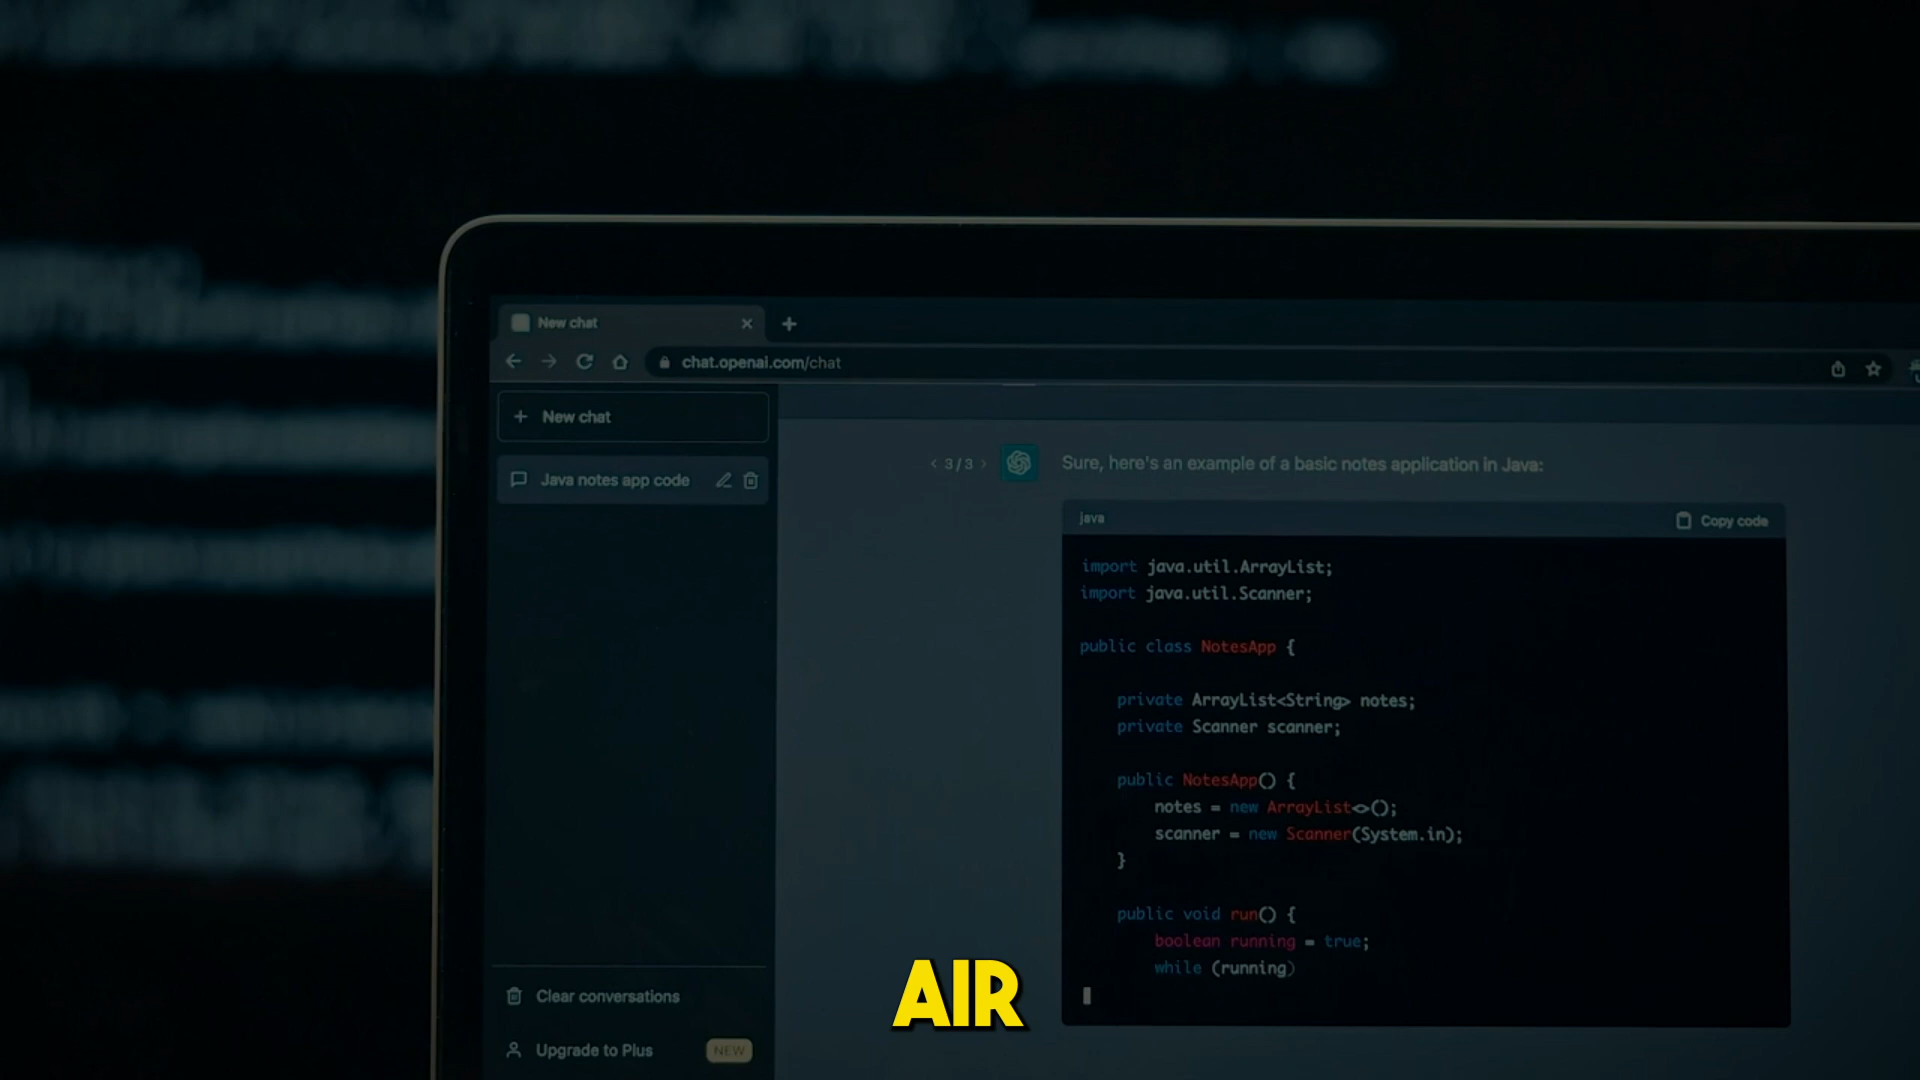 New chat
chat.openai.com/chat
New chat
Java notes app code
3/3
Sure, here's an example of a basic notes application in Java:
java
Copy code
import java.util.ArrayList;
import java.util.Scanner;
public class NotesApp {
private ArrayList<String> notes;
private Scanner scanner;
public NotesApp() {
notes = new ArrayList<>();
scanner = new Scanner(System.in);
}
public void run() {
boolean running = true;
while (running)
Clear conversations
Upgrade to Plus
NEW
AIR